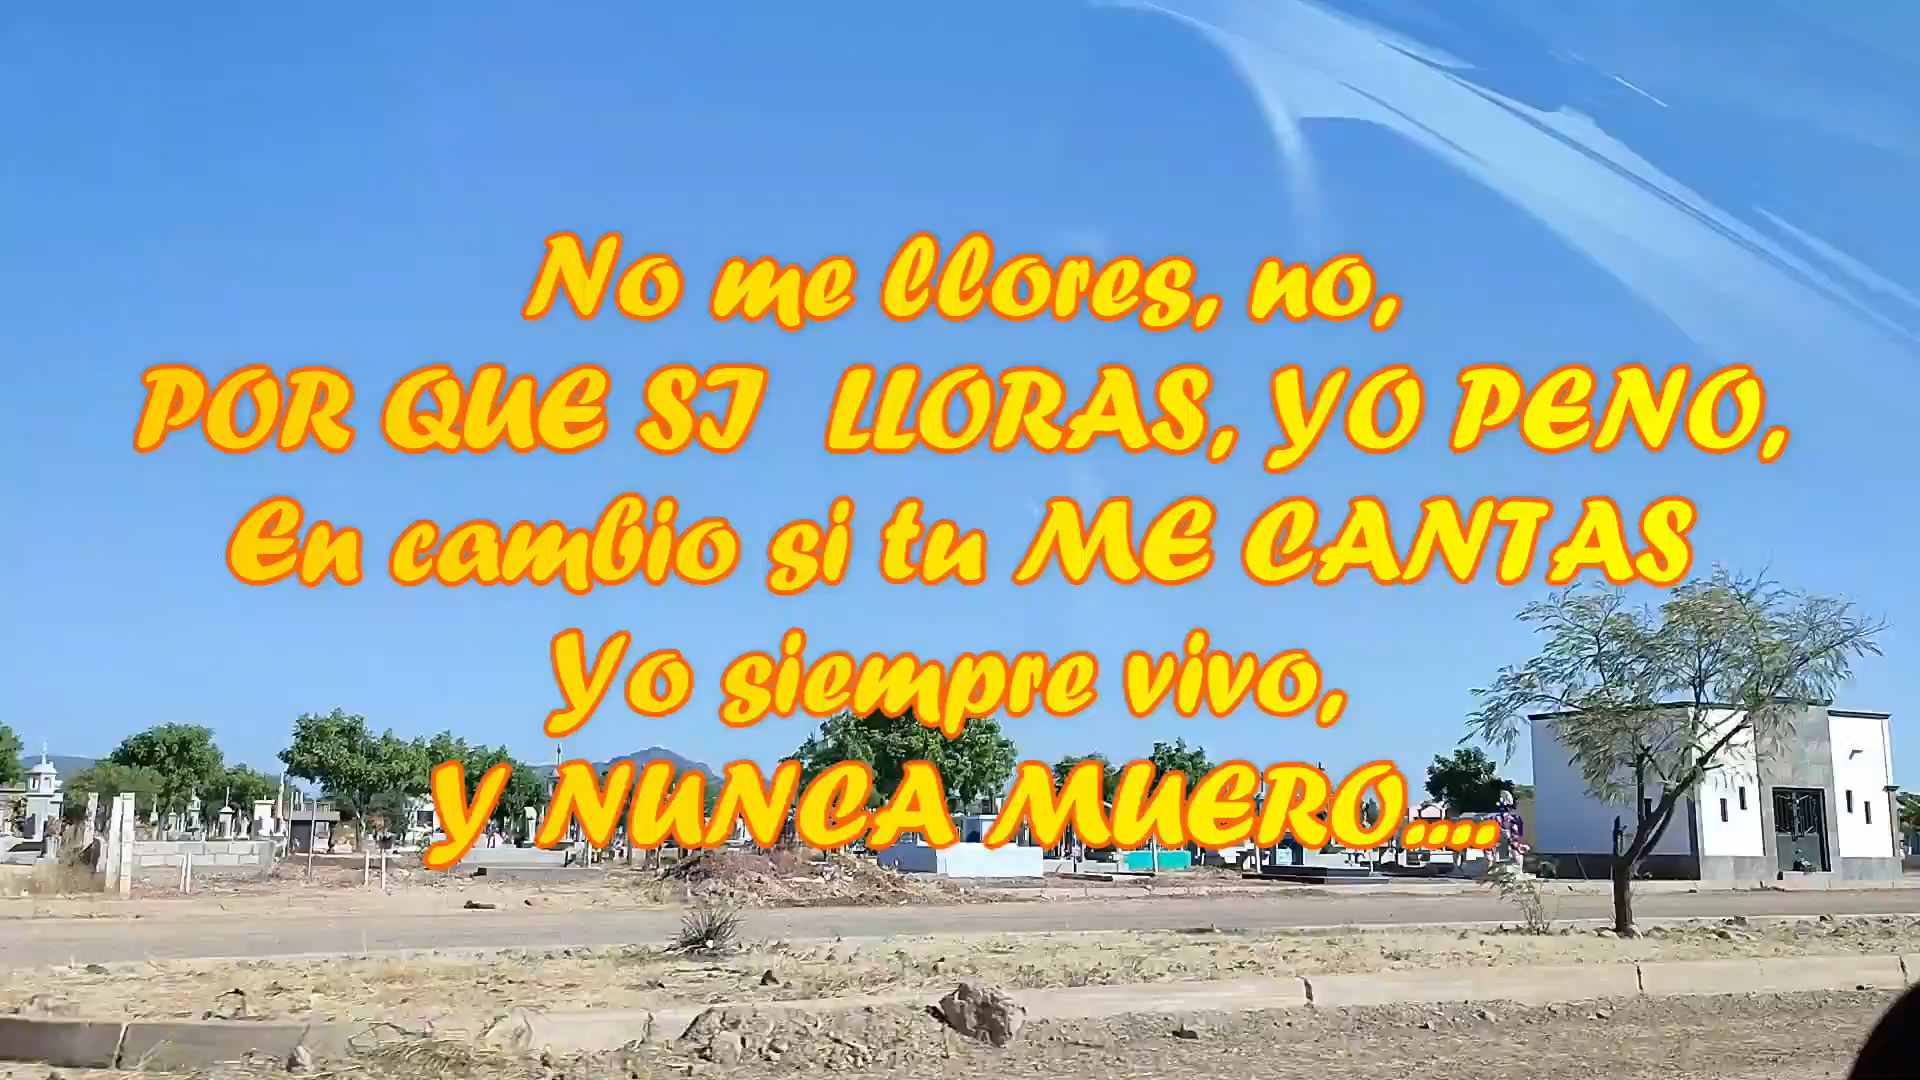 No me llores, no,
POR QUE SI  LLORAS, YO PENO,
En cambio si tu ME CANTAS
Yo siempre vivo,
Y NUNCA MUERO....